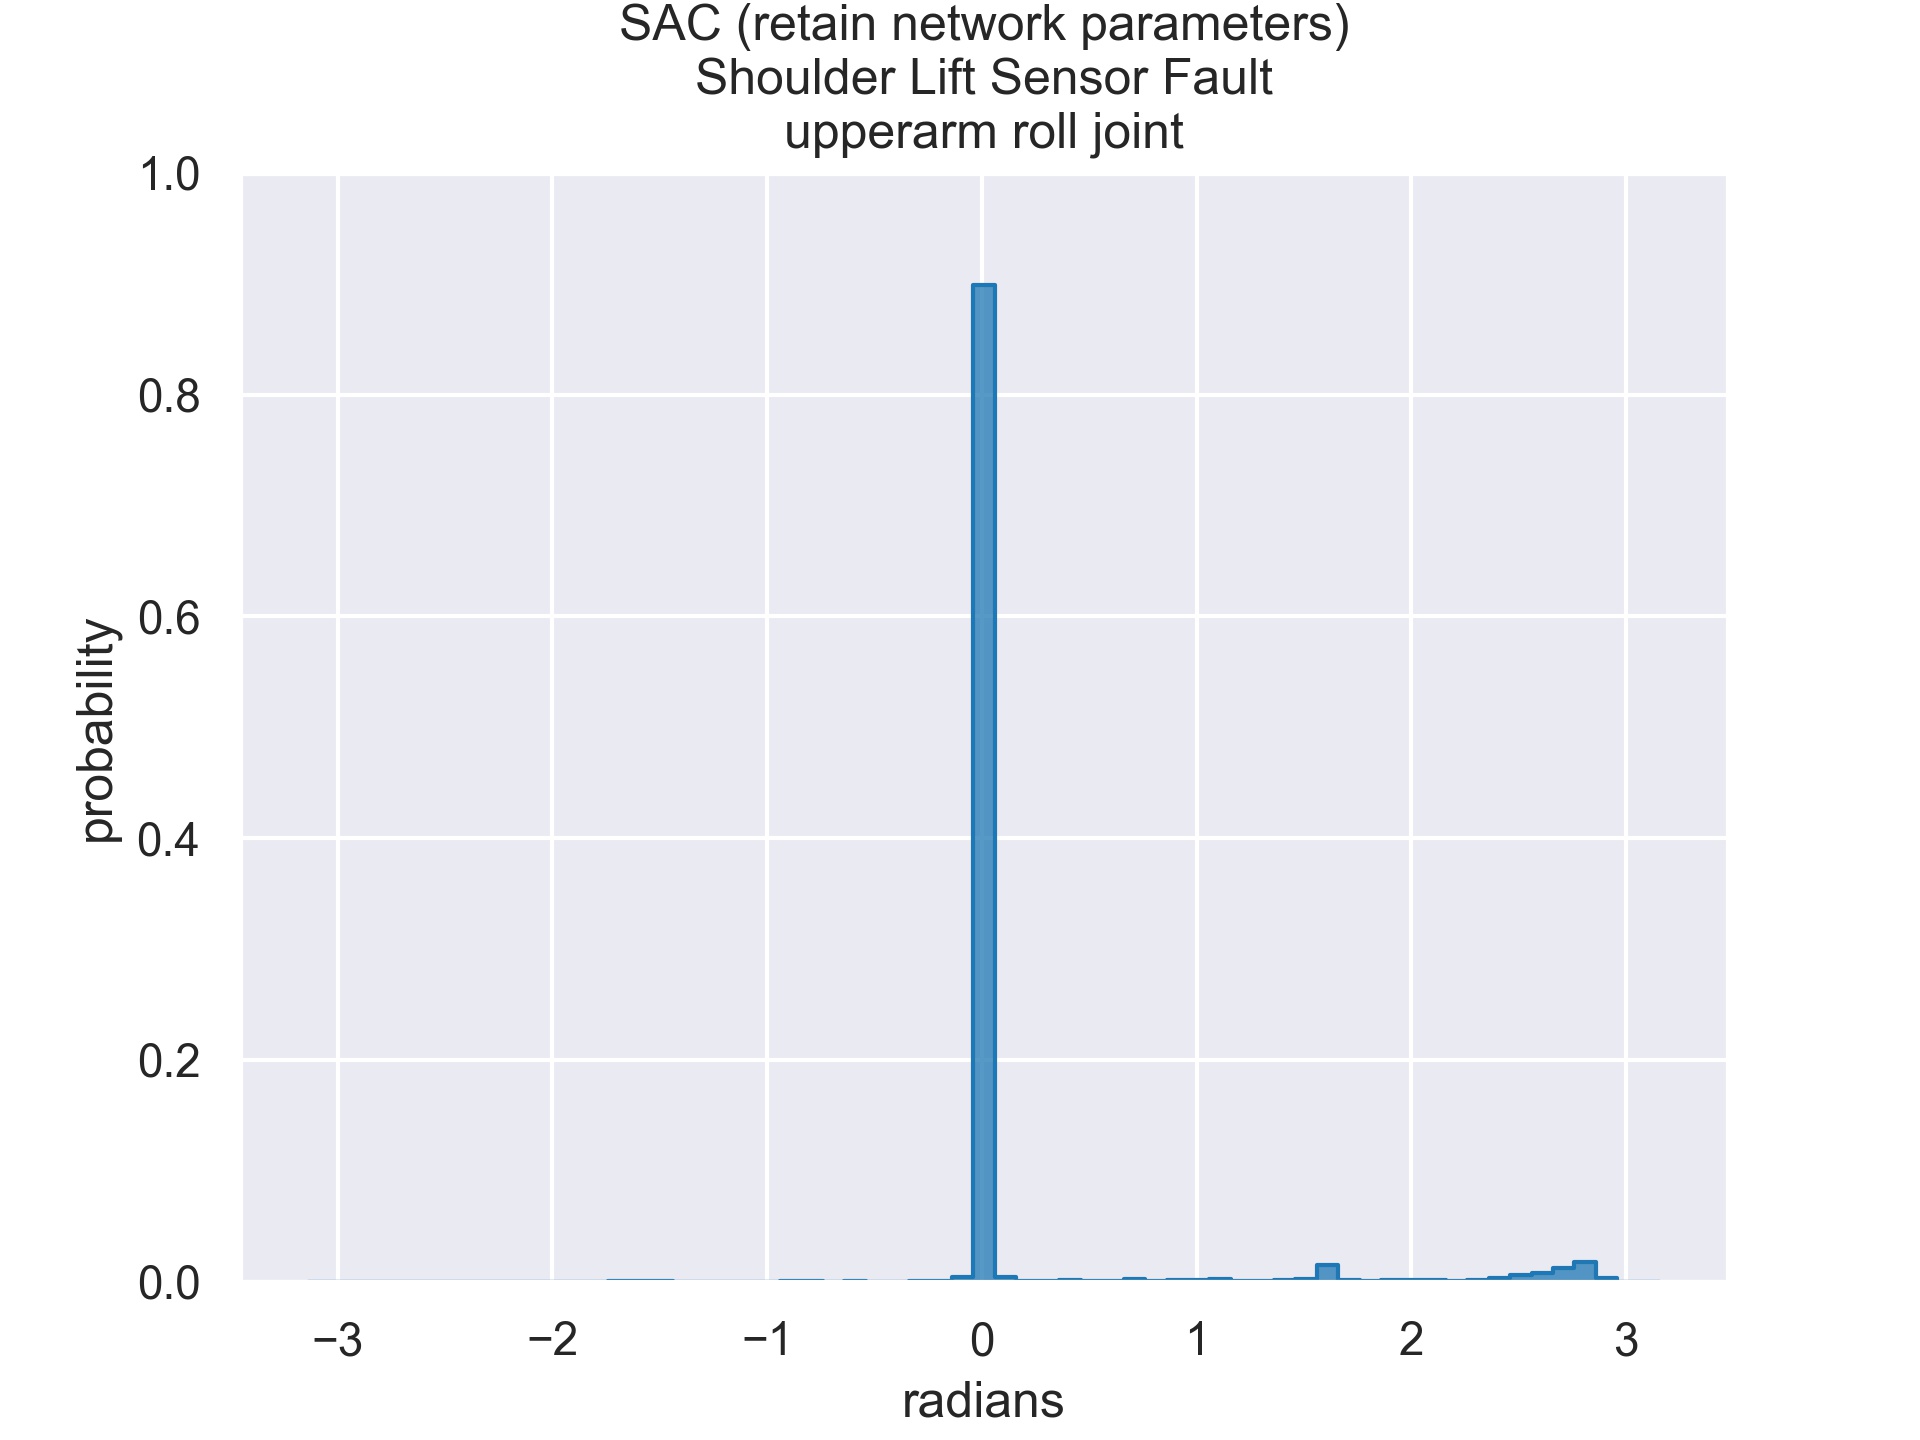 SAC (retain network parameters)
Shoulder Lift Sensor Fault
upperarm roll joint
1.0
0.8
0.6
0.4
0.2
0.0
probability
−3 −2 −1 0 1 2 3
radians